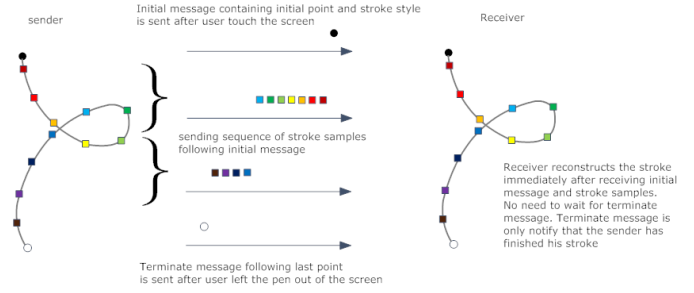 Initial message containing initial point and stroke style
is sent after user touch the screen
sender
Receiver
sending sequence of stroke samples
following initial message
Receiver reconstructs the stroke
immediately after receiving initial
message and stroke samples.
No need to wait for terminate
message. Terminate message is
only notify that the sender has
finished his stroke
Terminate message following last point
is sent after user left the pen out of the screen